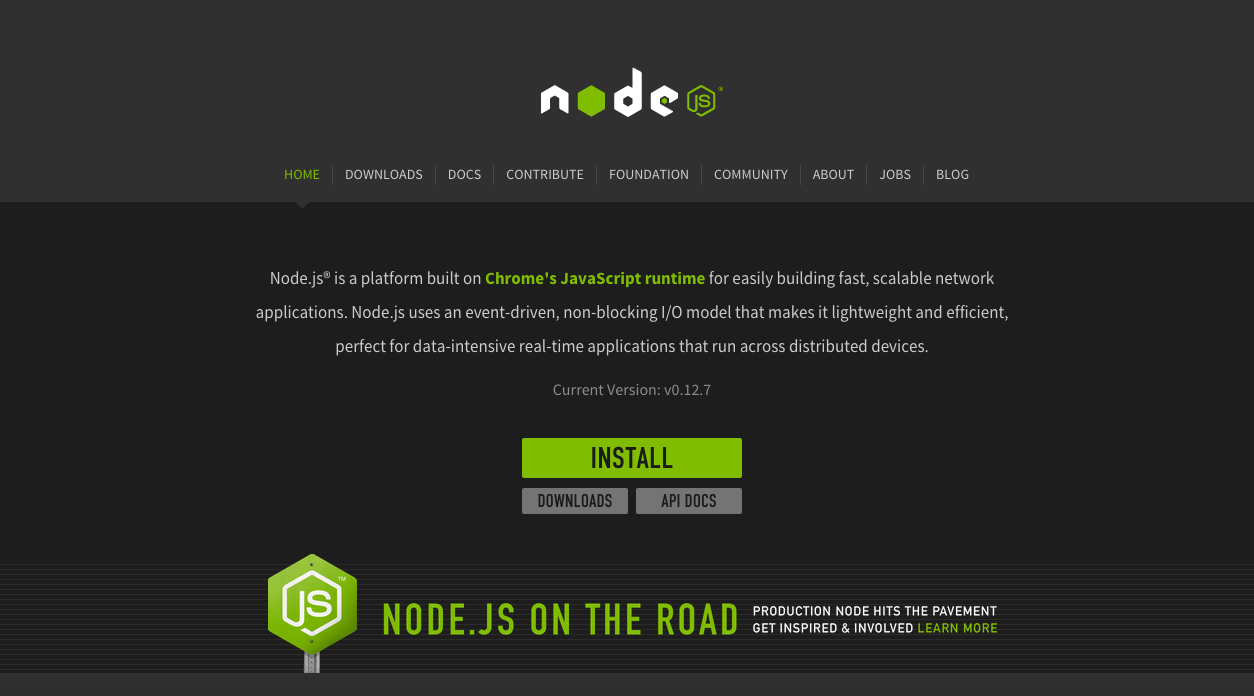 node JS ®
HOME DOWNLOADS DOCS CONTRIBUTE FOUNDATION COMMUNITY ABOUT JOBS BLOG
Node.js® is a platform built on Chrome's JavaScript runtime for easily building fast, scalable network
applications. Node.js uses an event-driven, non-blocking I/O model that makes it lightweight and efficient,
perfect for data-intensive real-time applications that run across distributed devices.
Current Version: v0.12.7
INSTALL
DOWNLOADS API DOCS
JS ™
NODE.JS ON THE ROAD
PRODUCTION NODE HITS THE PAVEMENT
GET INSPIRED & INVOLVED LEARN MORE